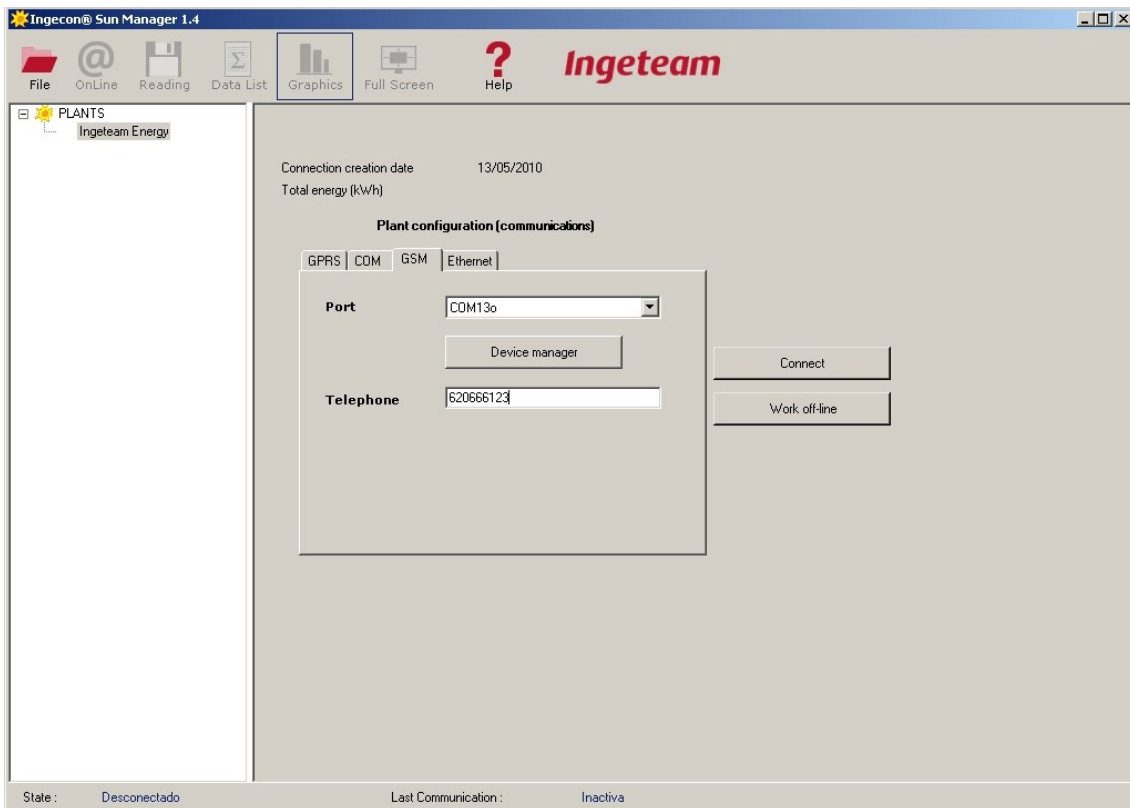 Ingecon® Sun Manager 1.4
File OnLine Reading Data List Graphics Full Screen Help Ingeteam
PLANTS
Ingeteam Energy
Connection creation date 13/05/2010
Total energy (kWh)
Plant configuration (communications)
GPRS COM GSM Ethernet
Port COM13o
Device manager
Connect
Telephone 620666123
Work off-line
State : Desconectado Last Communication : Inactiva